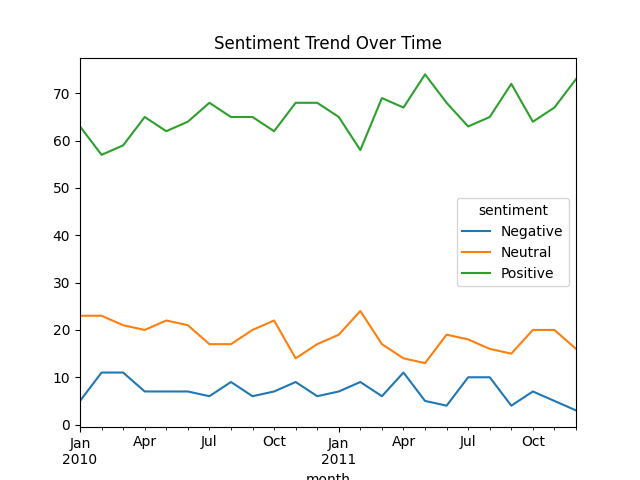 Sentiment Trend Over Time
70
60
50
40
30
20
10
0
sentiment
Negative
Neutral
Positive
Jan Apr Jul Oct Jan Apr Jul Oct
2010 2011
month